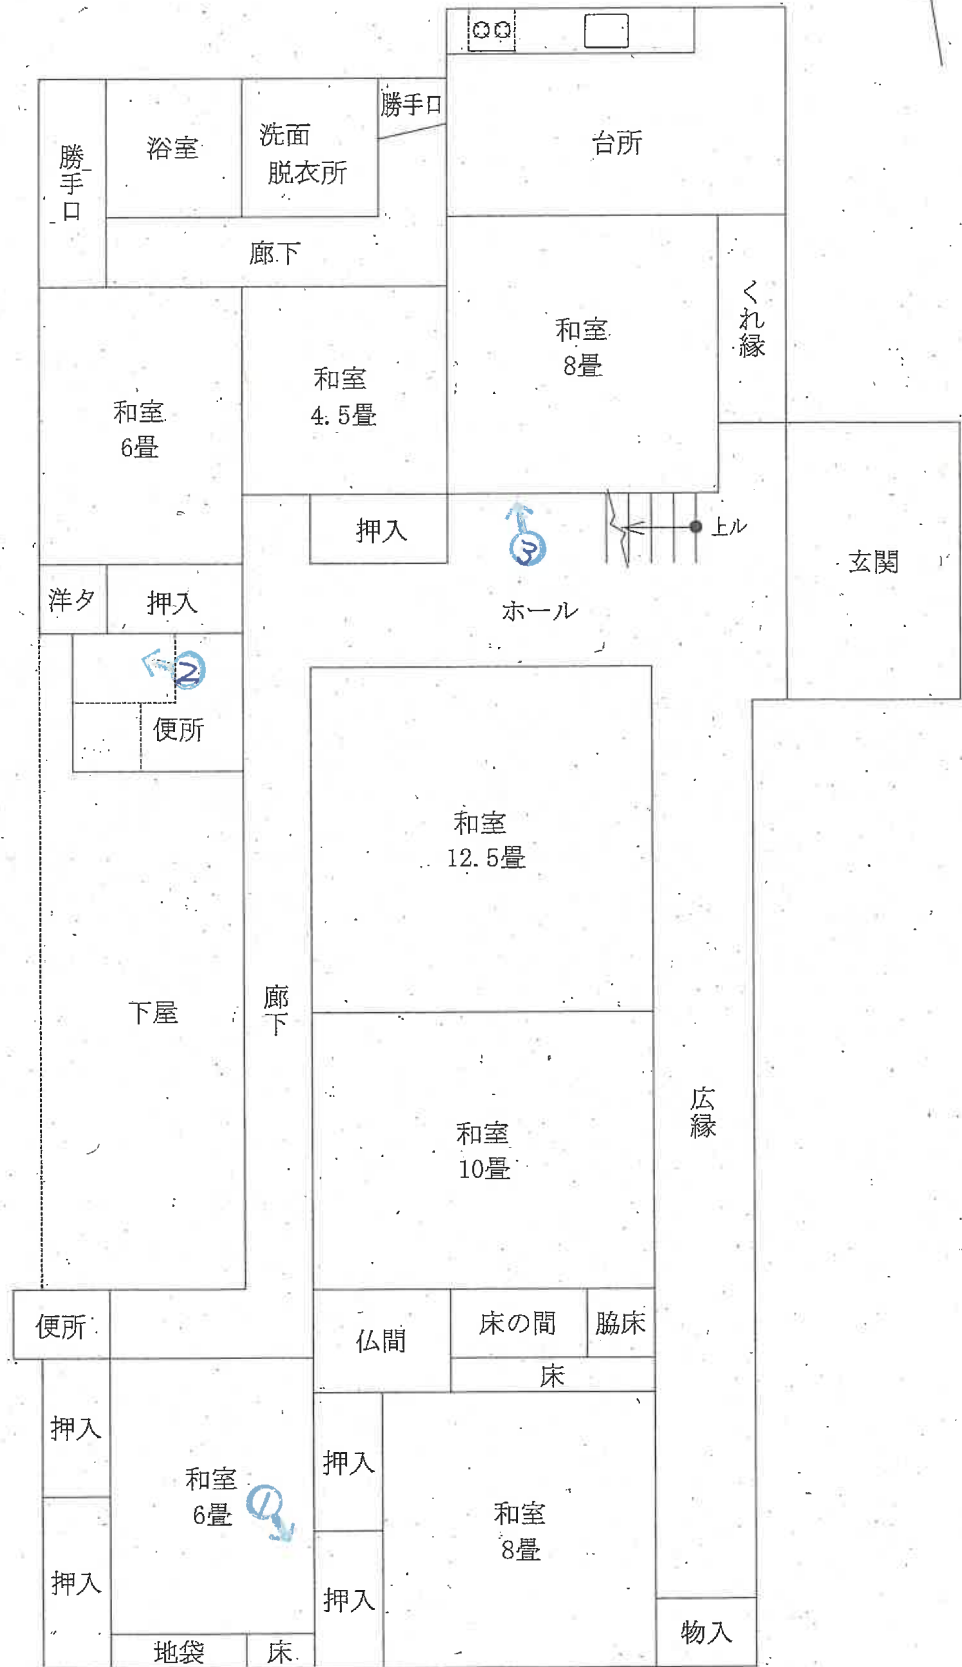 勝手口
浴室
洗面
脱衣所
勝手口
台所
廊下
和室
8畳
くれ縁
和室
6畳
和室
4.5畳
押入
③
上ル
玄関
洋タ
押入
ホール
②
便所
和室
12.5畳
下屋
廊下
和室
10畳
広縁
便所
仏間
床の間
脇床
床
押入
和室
6畳
①
押入
和室
8畳
押入
押入
地袋
床
物入